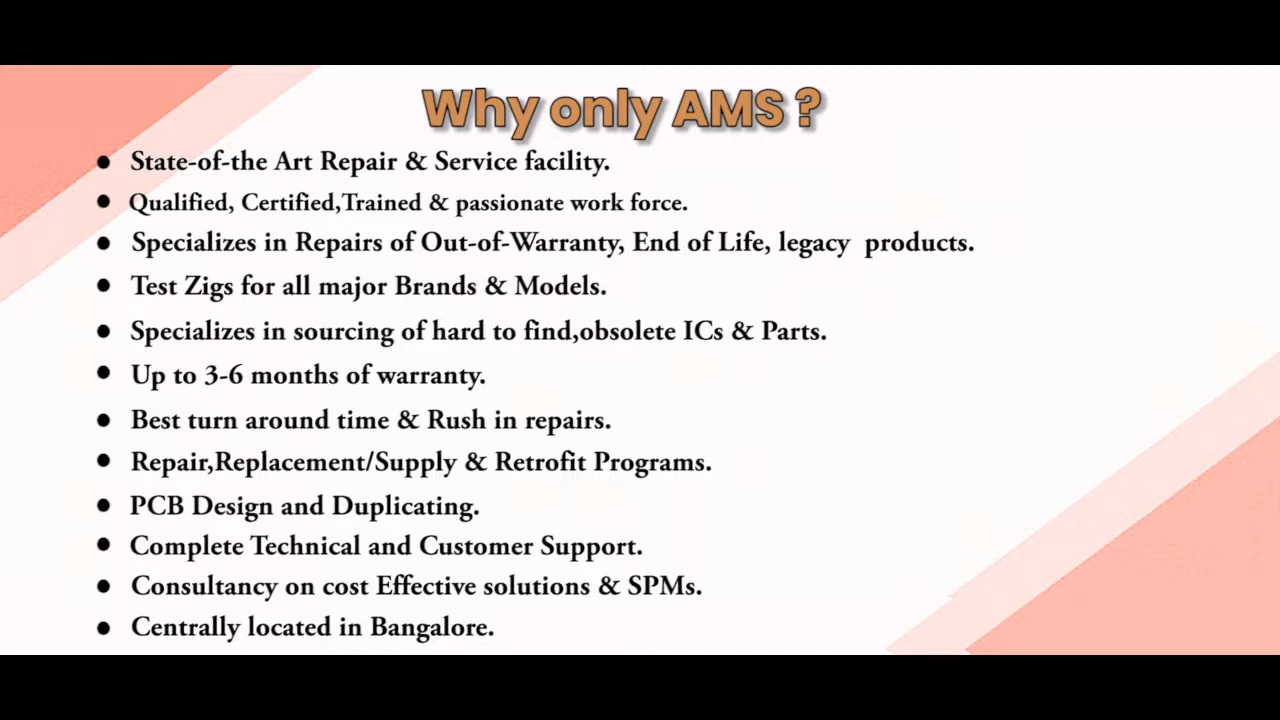 Why only AMS ?
● State-of-the Art Repair & Service facility.
● Qualified, Certified,Trained & passionate work force.
● Specializes in Repairs of Out-of-Warranty, End of Life, legacy  products.
● Test Zigs for all major Brands & Models.
● Specializes in sourcing of hard to find,obsolete ICs & Parts.
● Up to 3-6 months of warranty.
● Best turn around time & Rush in repairs.
● Repair,Replacement/Supply & Retrofit Programs.
● PCB Design and Duplicating.
● Complete Technical and Customer Support.
● Consultancy on cost Effective solutions & SPMs.
● Centrally located in Bangalore.